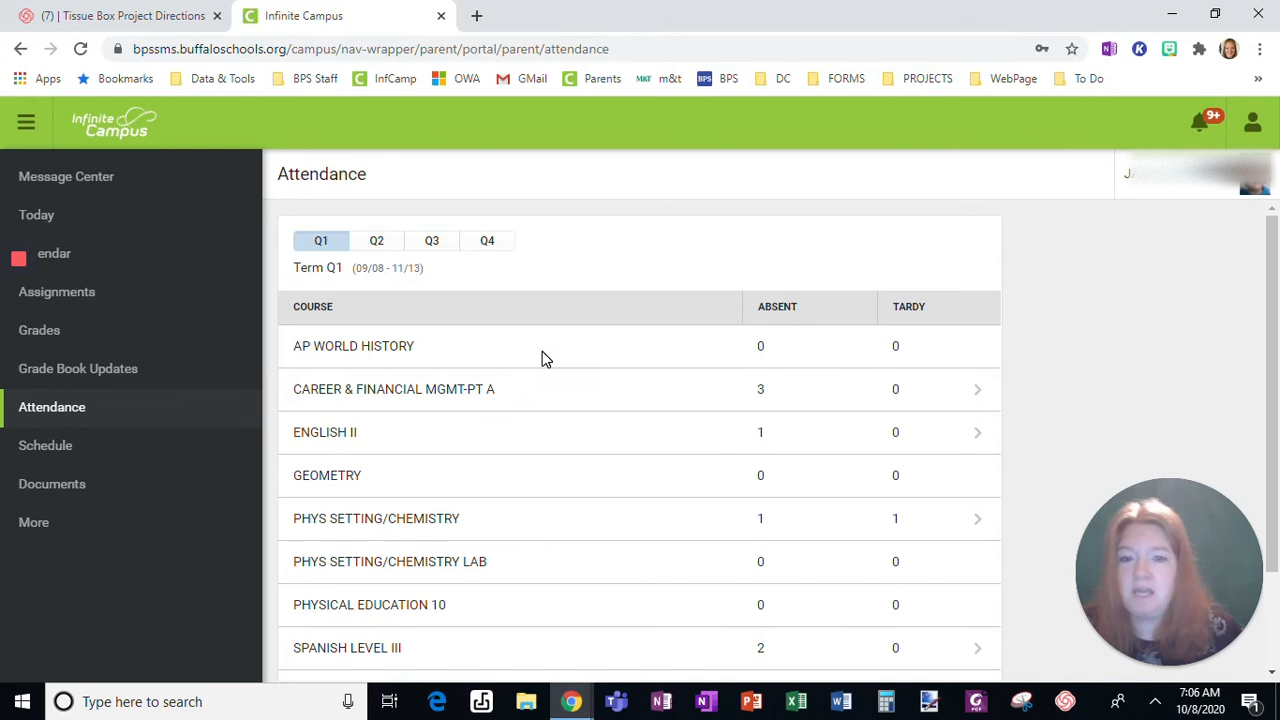 (7) | Tissue Box Project Directions
Infinite Campus
bpssms.buffaloschools.org/campus/nav-wrapper/parent/portal/parent/attendance
Apps Bookmarks Data & Tools BPS Staff InfCamp OWA GMail Parents M&T m&t BPS BPS DC FORMS PROJECTS WebPage To Do »
Infinite Campus
9+
Message Center
Today
endar
Assignments
Grades
Grade Book Updates
Attendance
Schedule
Documents
More
Attendance
Q1 Q2 Q3 Q4
Term Q1 (09/08 - 11/13)
COURSE ABSENT TARDY
AP WORLD HISTORY 0 0
CAREER & FINANCIAL MGMT-PT A 3 0
ENGLISH II 1 0
GEOMETRY 0 0
PHYS SETTING/CHEMISTRY 1 1
PHYS SETTING/CHEMISTRY LAB 0 0
PHYSICAL EDUCATION 10 0 0
SPANISH LEVEL III 2 0
Type here to search
7:06 AM
10/8/2020
1